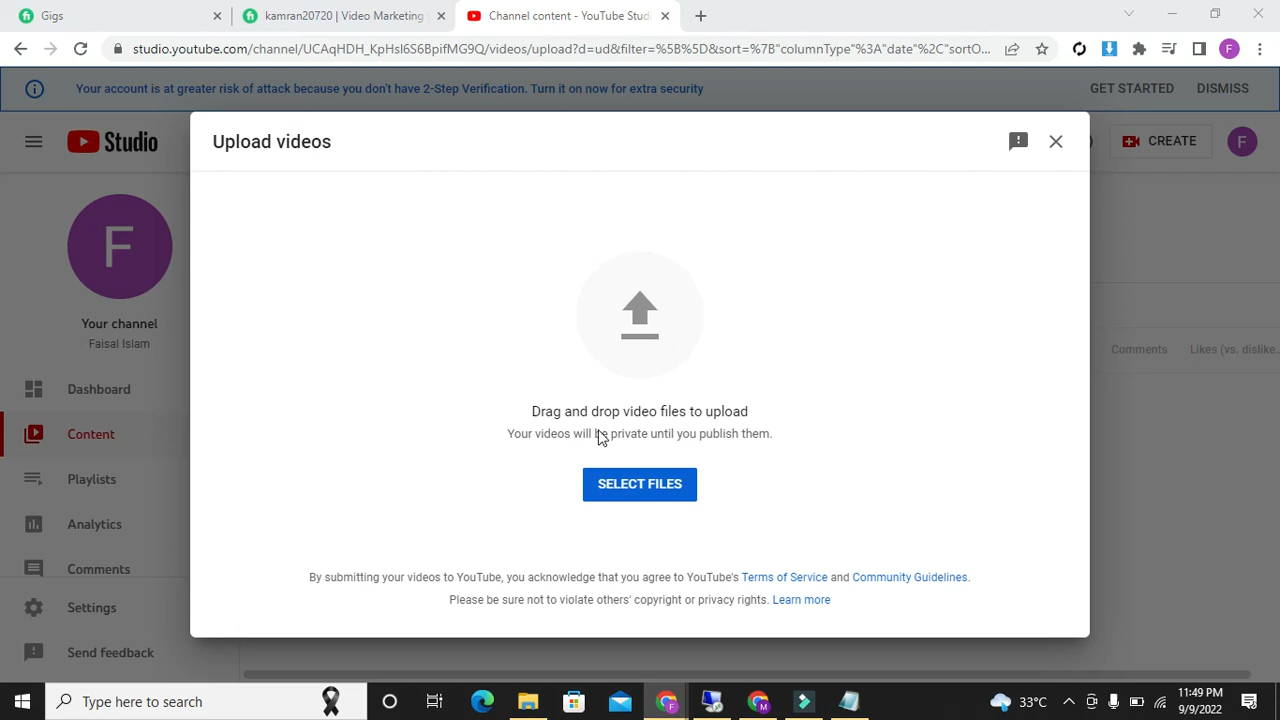 Gigs
kamran20720 | Video Marketing
Channel content - YouTube Stud
studio.youtube.com/channel/UCAqHDH_KpHsl6S6BpifMG9Q/videos/upload?d=ud&filter=%5B%5D&sort=%7B"columnType"%3A"date"%2C"sortO...
F
Your account is at greater risk of attack because you don't have 2-Step Verification. Turn it on now for extra security
GET STARTED
DISMISS
Studio
Upload videos
CREATE
F
F
Your channel
Faisal Islam
Comments
Likes (vs. dislike...
Dashboard
Content
Playlists
Analytics
Comments
Settings
Send feedback
Drag and drop video files to upload
Your videos will be private until you publish them.
SELECT FILES
By submitting your videos to YouTube, you acknowledge that you agree to YouTube's Terms of Service and Community Guidelines.
Please be sure not to violate others' copyright or privacy rights. Learn more
Type here to search
33°C
11:49 PM
9/9/2022